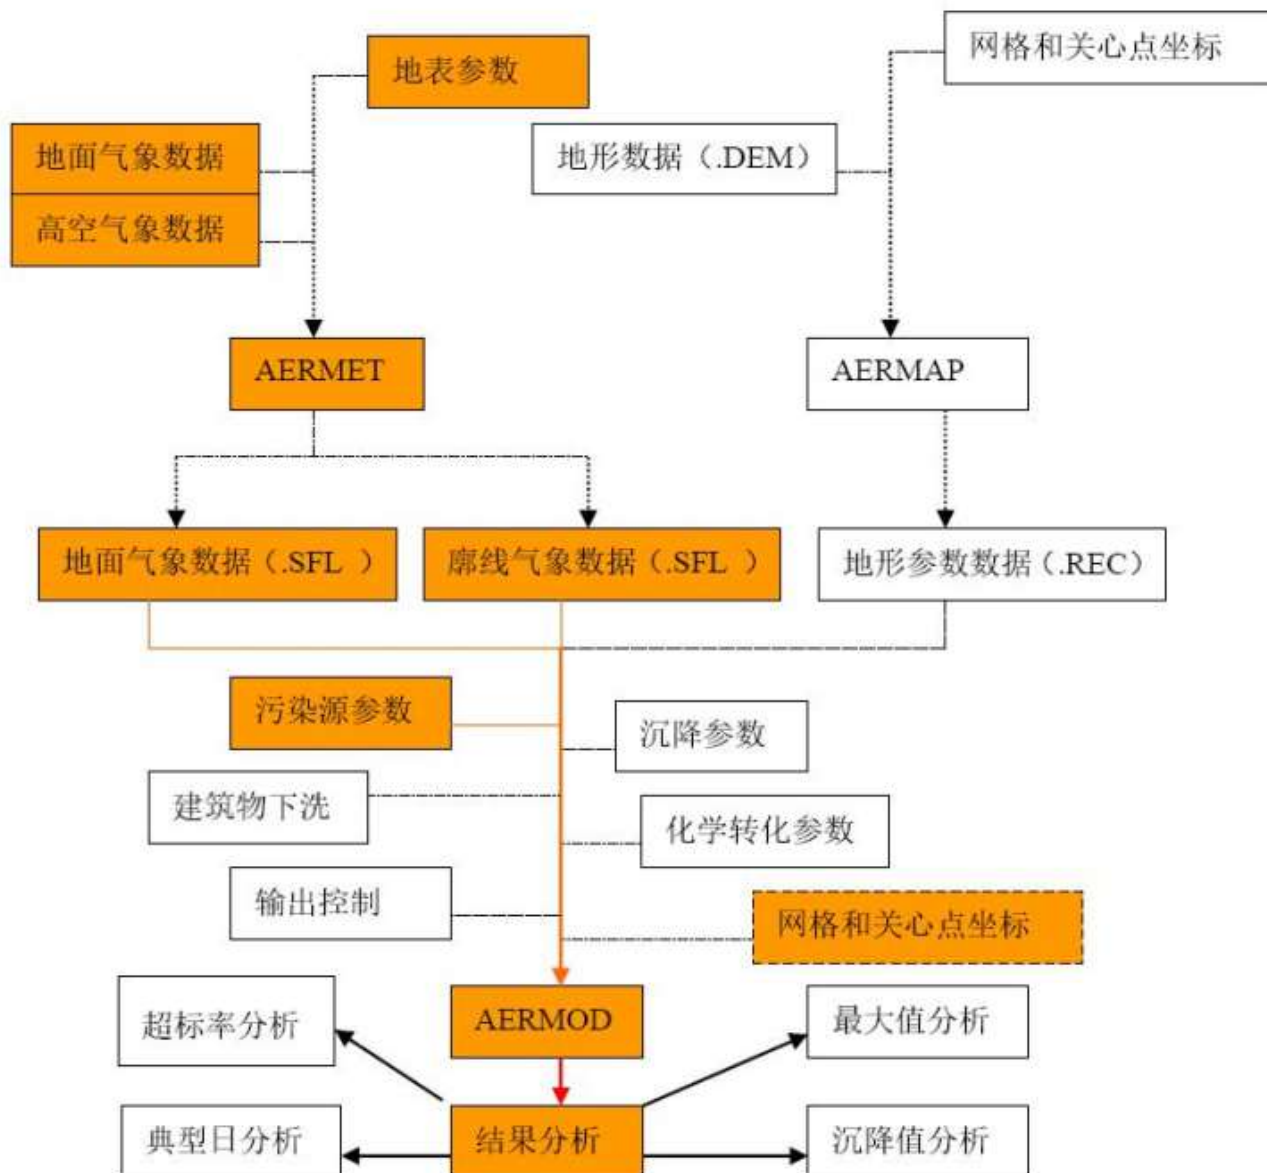 网格和关心点坐标
地表参数
地面气象数据
地形数据（.DEM）
高空气象数据
AERMET
AERMAP
地面气象数据（.SFL ）
廓线气象数据（.SFL ）
地形参数数据（.REC）
污染源参数
沉降参数
建筑物下洗
化学转化参数
输出控制
网格和关心点坐标
超标率分析
AERMOD
最大值分析
典型日分析
结果分析
沉降值分析